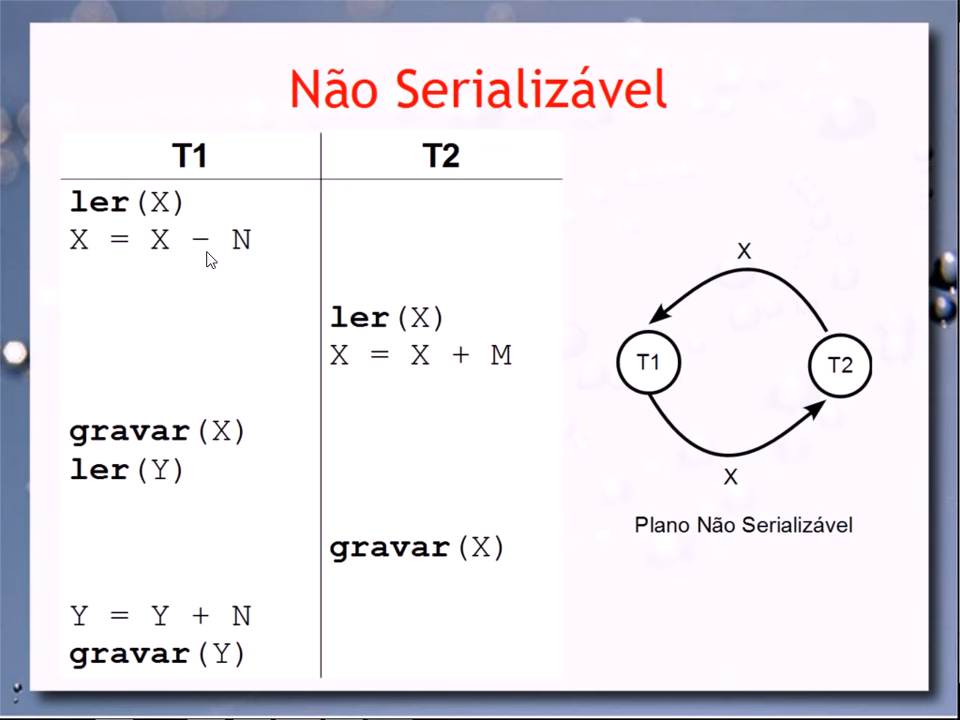 Não Serializável
T1 T2
ler(X)
X = X - N
ler(X)
X = X + M
gravar(X)
ler(Y)
gravar(X)
Y = Y + N
gravar(Y)
X
T1 T2
X
Plano Não Serializável